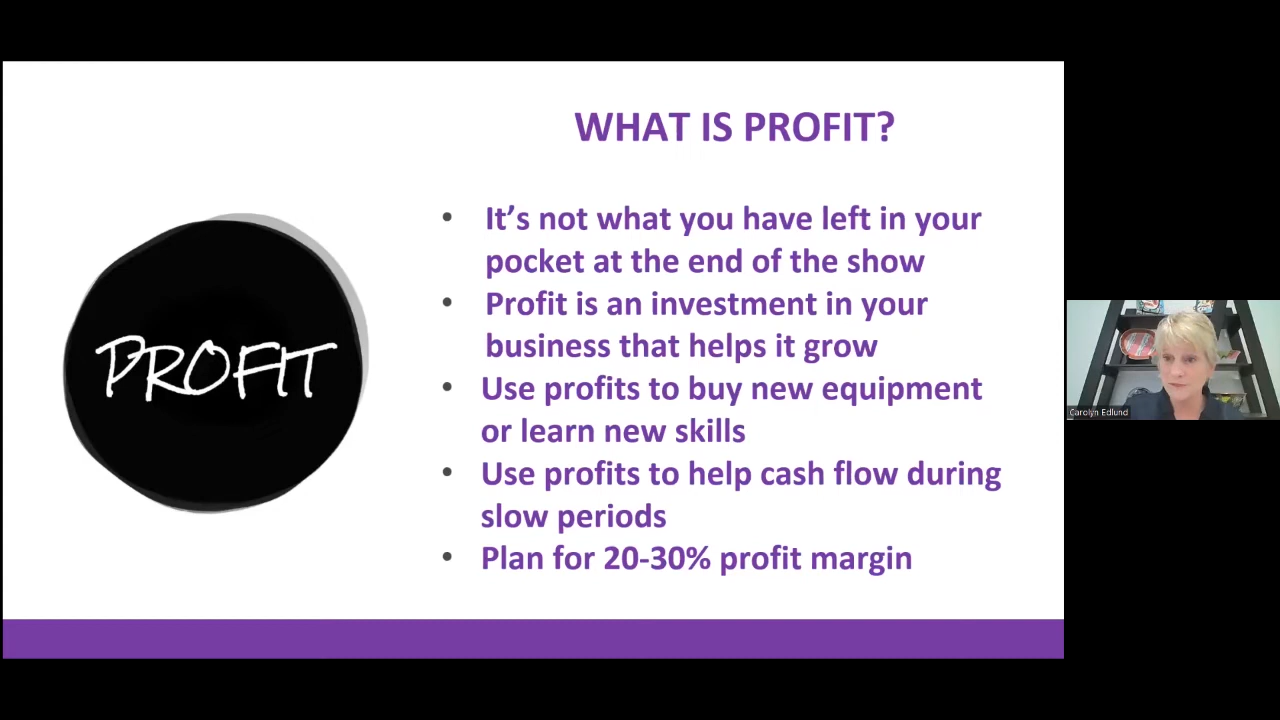 WHAT IS PROFIT?
• It’s not what you have left in your
pocket at the end of the show
• Profit is an investment in your
business that helps it grow
• Use profits to buy new equipment
or learn new skills
• Use profits to help cash flow during
slow periods
• Plan for 20-30% profit margin
PROFIT
Carolyn Edlund